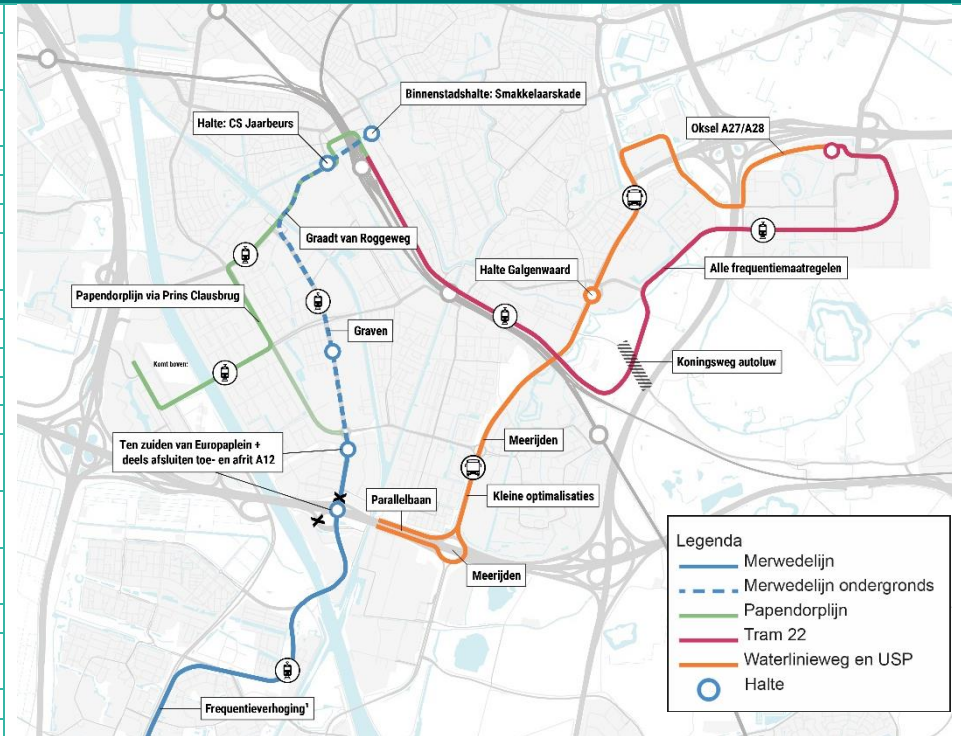 Binnenstadshalte: Smakkelaarskade
Halte: CS Jaarbeurs
Oksel A27/A28
Graadt van Roggeweg
Halte Galgenwaard
Alle frequentiemaatregelen
Papendorplijn via Prins Clausbrug
Graven
Komt boven:
Koningsweg autoluw
Ten zuiden van Europaplein +
deels afsluiten toe- en afrit A12
Meerijden
Parallelbaan
Kleine optimalisaties
Meerijden
Frequentieverhoging¹
Legenda
Merwedelijn
Merwedelijn ondergronds
Papendorplijn
Tram 22
Waterlinieweg en USP
Halte